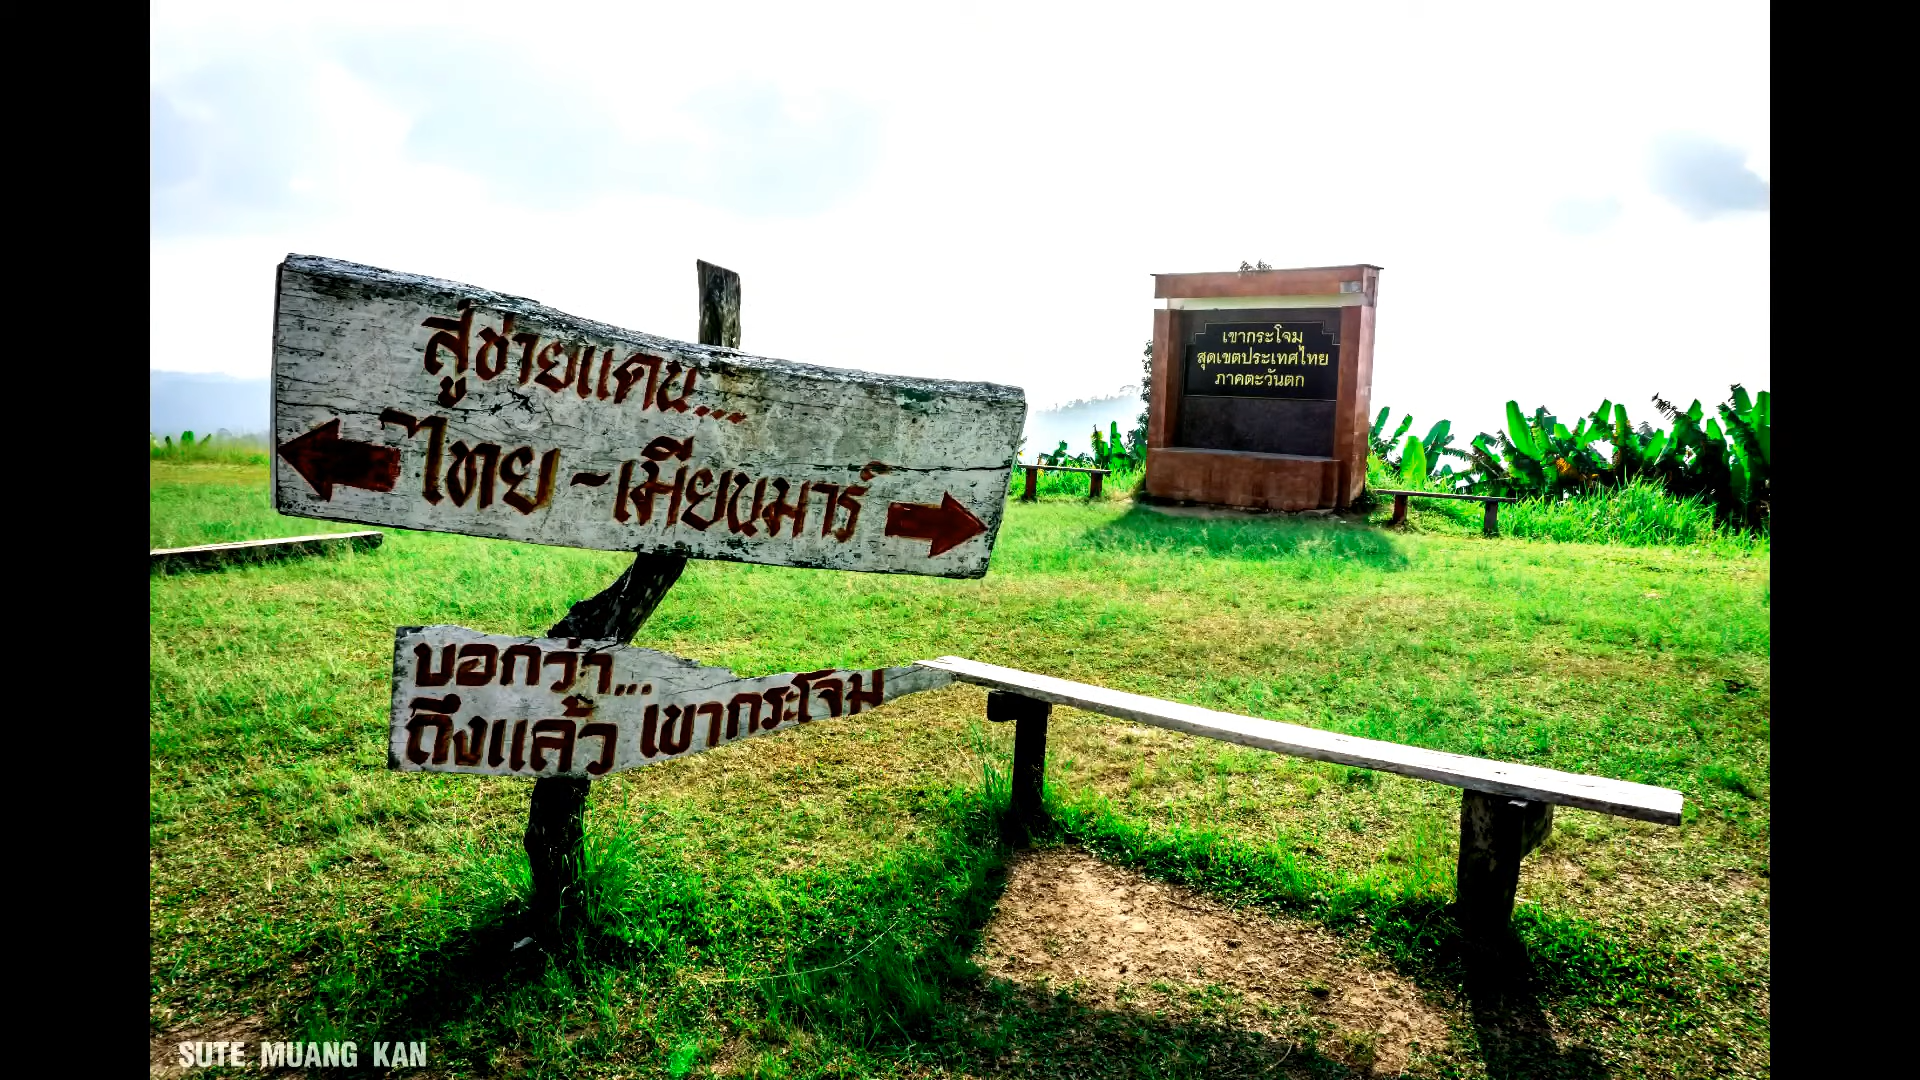 สู่ชายแดน...
ไทย - เมียนมาร์
บอกว่า...
ถึงแล้ว เขากระโจม
เขากระโจม
สุดเขตประเทศไทย
ภาคตะวันตก
SUTE MUANG KAN